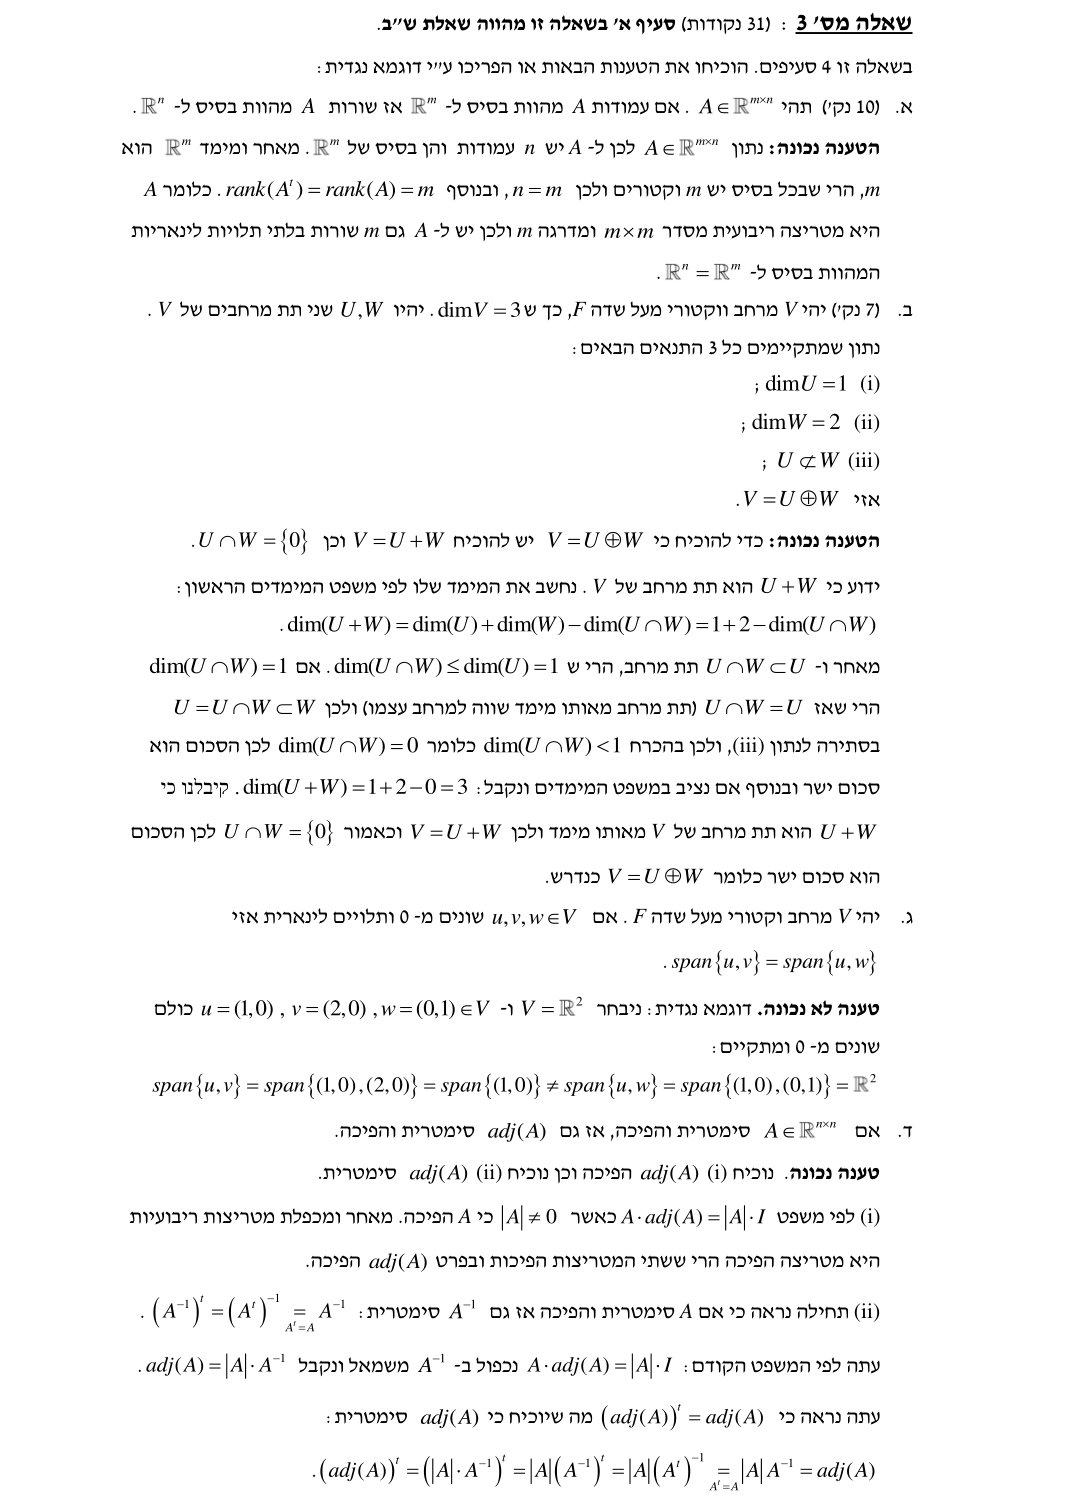 שאלה מס׳ 3 : (31 נקודות) סעיף א׳ בשאלה זו מהווה שאלת ש״ב.
בשאלה זו 4 סעיפים. הוכיחו את הטענות הבאות או הפריכו ע״י דוגמא נגדית:
א. (10 נק׳) תהי A∈ℝ^{m×n} . אם עמודות A מהוות בסיס ל- ℝ^m אז שורות A מהוות בסיס ל- ℝ^n .
הטענה נכונה: נתון A∈ℝ^{m×n} לכן ל- A יש n עמודות והן בסיס של ℝ^m . מאחר ומימד ℝ^m הוא
m, הרי שבכל בסיס יש m וקטורים ולכן n=m , ובנוסף rank(A^t)=rank(A)=m . כלומר A
היא מטריצה ריבועית מסדר m×m ומדרגה m ולכן יש ל- A גם m שורות בלתי תלויות לינאריות
המהוות בסיס ל- ℝ^n = ℝ^m .
ב. (7 נק׳) יהי V מרחב ווקטורי מעל שדה F, כך ש dimV=3 . יהיו U,W שני תת מרחבים של V .
נתון שמתקיימים כל 3 התנאים הבאים:
(i) dimU=1 ;
(ii) dimW=2 ;
(iii) U⊄W ;
אזי V=U⊕W .
הטענה נכונה: כדי להוכיח כי V=U⊕W יש להוכיח V=U+W וכן U∩W={0} .
ידוע כי U+W הוא תת מרחב של V . נחשב את המימד שלו לפי משפט המימדים הראשון:
dim(U+W)=dim(U)+dim(W)−dim(U∩W)=1+2−dim(U∩W) .
מאחר ו- U∩W⊂U תת מרחב, הרי ש dim(U∩W)≤dim(U)=1 . אם dim(U∩W)=1
הרי שאז U∩W=U (תת מרחב מאותו מימד שווה למרחב עצמו) ולכן U=U∩W⊂W
בסתירה לנתון (iii), ולכן בהכרח dim(U∩W)<1 כלומר dim(U∩W)=0 לכן הסכום הוא
סכום ישר ובנוסף אם נציב במשפט המימדים ונקבל: dim(U+W)=1+2−0=3 . קיבלנו כי
U+W הוא תת מרחב של V מאותו מימד ולכן V=U+W וכאמור U∩W={0} לכן הסכום
הוא סכום ישר כלומר V=U⊕W כנדרש.
ג. יהי V מרחב וקטורי מעל שדה F . אם u,v,w∈V שונים מ- 0 ותלויים לינארית אזי
span{u,v}=span{u,w} .
טענה לא נכונה. דוגמא נגדית: ניבחר V=ℝ^2 ו- u=(1,0) , v=(2,0) , w=(0,1)∈V כולם
שונים מ- 0 ומתקיים:
span{u,v}=span{(1,0),(2,0)}=span{(1,0)}≠span{u,w}=span{(1,0),(0,1)}=ℝ^2
ד. אם A∈ℝ^{n×n} סימטרית והפיכה, אז גם adj(A) סימטרית והפיכה.
טענה נכונה. נוכיח (i) adj(A) הפיכה וכן נוכיח (ii) adj(A) סימטרית.
(i) לפי משפט A·adj(A)=|A|·I כאשר |A|≠0 כי A הפיכה. מאחר ומכפלת מטריצות ריבועיות
היא מטריצה הפיכה הרי ששתי המטריצות הפיכות ובפרט adj(A) הפיכה.
(ii) תחילה נראה כי אם A סימטרית והפיכה אז גם A^{-1} סימטרית: (A^{-1})^t=(A^t)^{-1} =_{A^t=A} A^{-1} .
עתה לפי המשפט הקודם: A·adj(A)=|A|·I נכפול ב- A^{-1} משמאל ונקבל adj(A)=|A|·A^{-1} .
עתה נראה כי (adj(A))^t=adj(A) מה שיוכיח כי adj(A) סימטרית:
(adj(A))^t=(|A|·A^{-1})^t=|A|(A^{-1})^t=|A|(A^t)^{-1} =_{A^t=A} |A|A^{-1}=adj(A) .